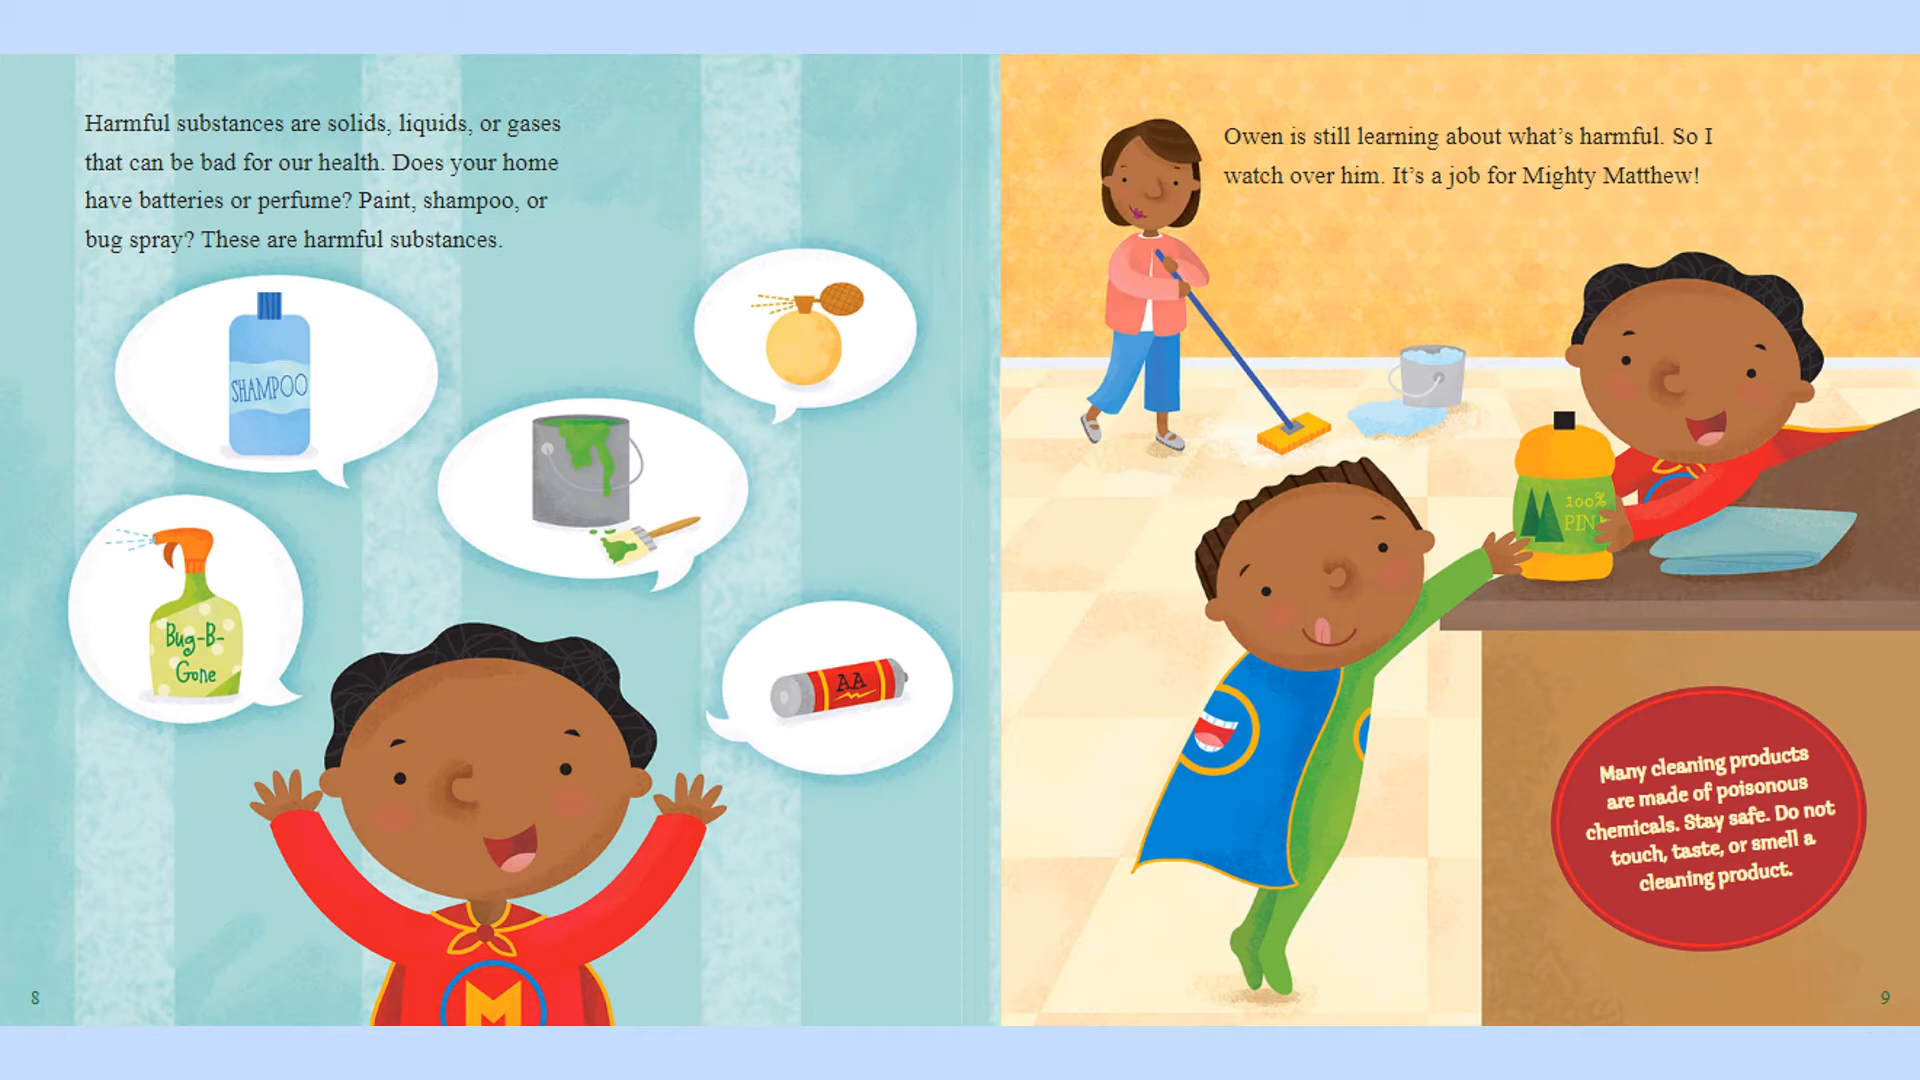 Harmful substances are solids, liquids, or gases
that can be bad for our health. Does your home
have batteries or perfume? Paint, shampoo, or
bug spray? These are harmful substances.
SHAMPOO
Bug-B-
Gone
AA
M
8
Owen is still learning about what’s harmful. So I
watch over him. It’s a job for Mighty Matthew!
100%
PIN
Many cleaning products
are made of poisonous
chemicals. Stay safe. Do not
touch, taste, or smell a
cleaning product.
9